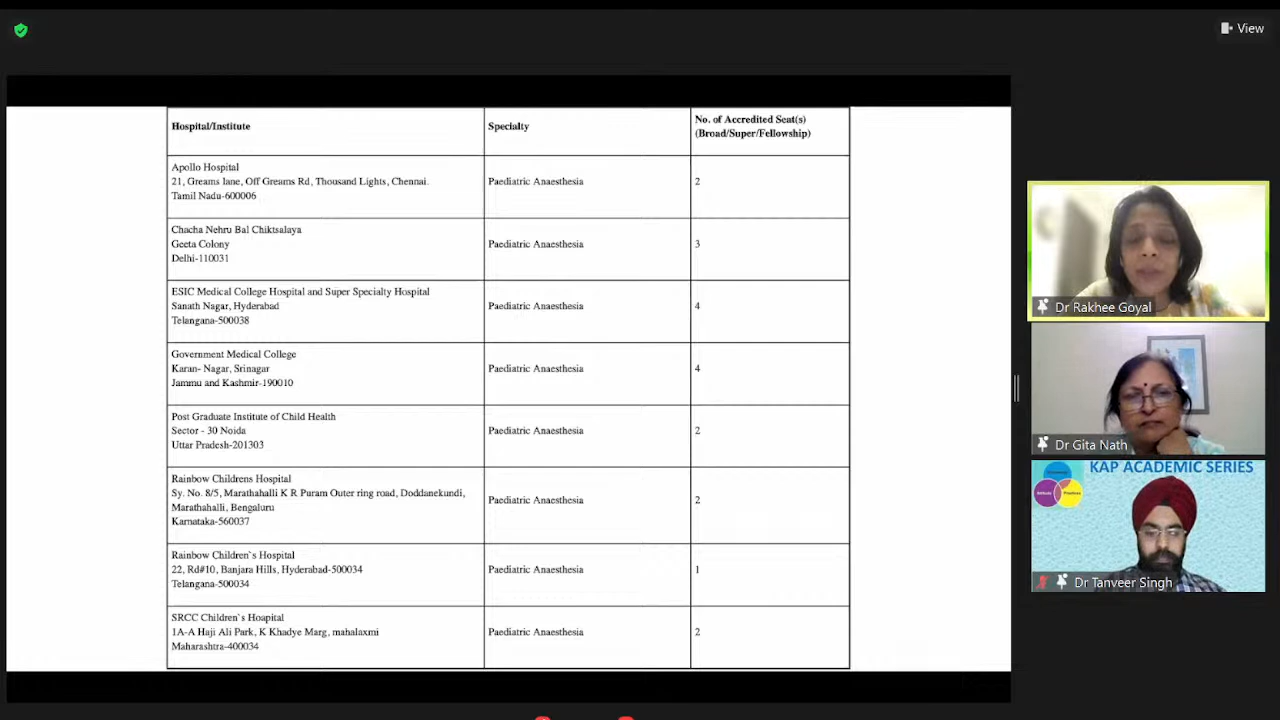 View
Hospital/Institute
Specialty
No. of Accredited Seat(s)
(Broad/Super/Fellowship)
Apollo Hospital
21, Greams lane, Off Greams Rd, Thousand Lights, Chennai.
Tamil Nadu-600006
Paediatric Anaesthesia
2
Chacha Nehru Bal Chiktsalaya
Geeta Colony
Delhi-110031
Paediatric Anaesthesia
3
ESIC Medical College Hospital and Super Specialty Hospital
Sanath Nagar, Hyderabad
Telangana-500038
Paediatric Anaesthesia
4
Government Medical College
Karan- Nagar, Srinagar
Jammu and Kashmir-190010
Paediatric Anaesthesia
4
Post Graduate Institute of Child Health
Sector - 30 Noida
Uttar Pradesh-201303
Paediatric Anaesthesia
2
Rainbow Childrens Hospital
Sy. No. 8/5, Marathahalli K R Puram Outer ring road, Doddanekundi,
Marathahalli, Bengaluru
Karnataka-560037
Paediatric Anaesthesia
2
Rainbow Children`s Hospital
22, Rd#10, Banjara Hills, Hyderabad-500034
Telangana-500034
Paediatric Anaesthesia
1
SRCC Children`s Hoapital
1A-A Haji Ali Park, K Khadye Marg, mahalaxmi
Maharashtra-400034
Paediatric Anaesthesia
2
Dr Rakhee Goyal
Dr Gita Nath
KAP ACADEMIC SERIES
Dr Tanveer Singh